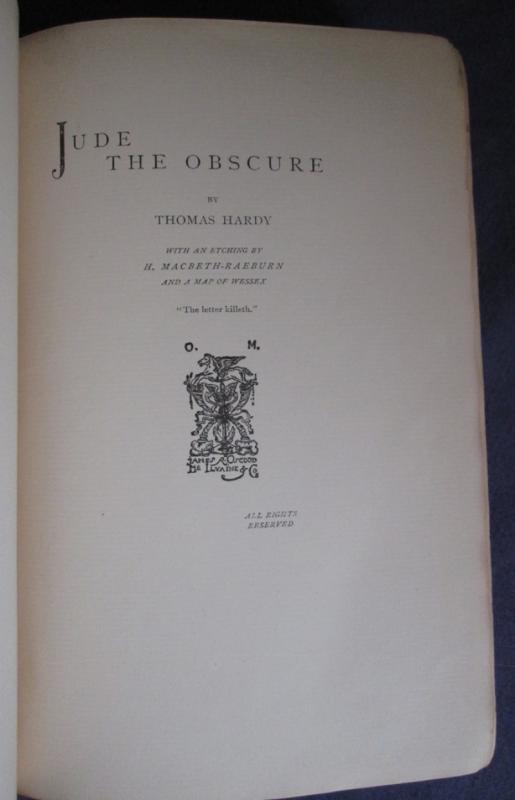 JUDE
THE OBSCURE
BY
THOMAS HARDY
WITH AN ETCHING BY
H. MACBETH-RAEBURN
AND A MAP OF WESSEX
"The letter killeth."
O. M.
JAMES R. OSGOOD
McILVAINE & Co
ALL RIGHTS
RESERVED